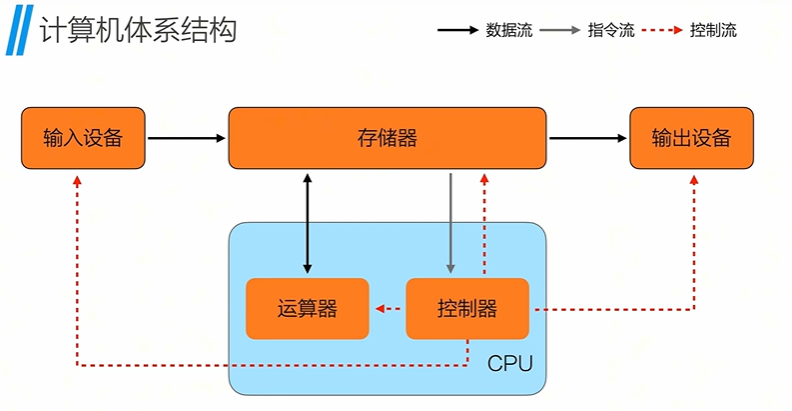 计算机体系结构
数据流 指令流 控制流
输入设备 存储器 输出设备
运算器 控制器
CPU